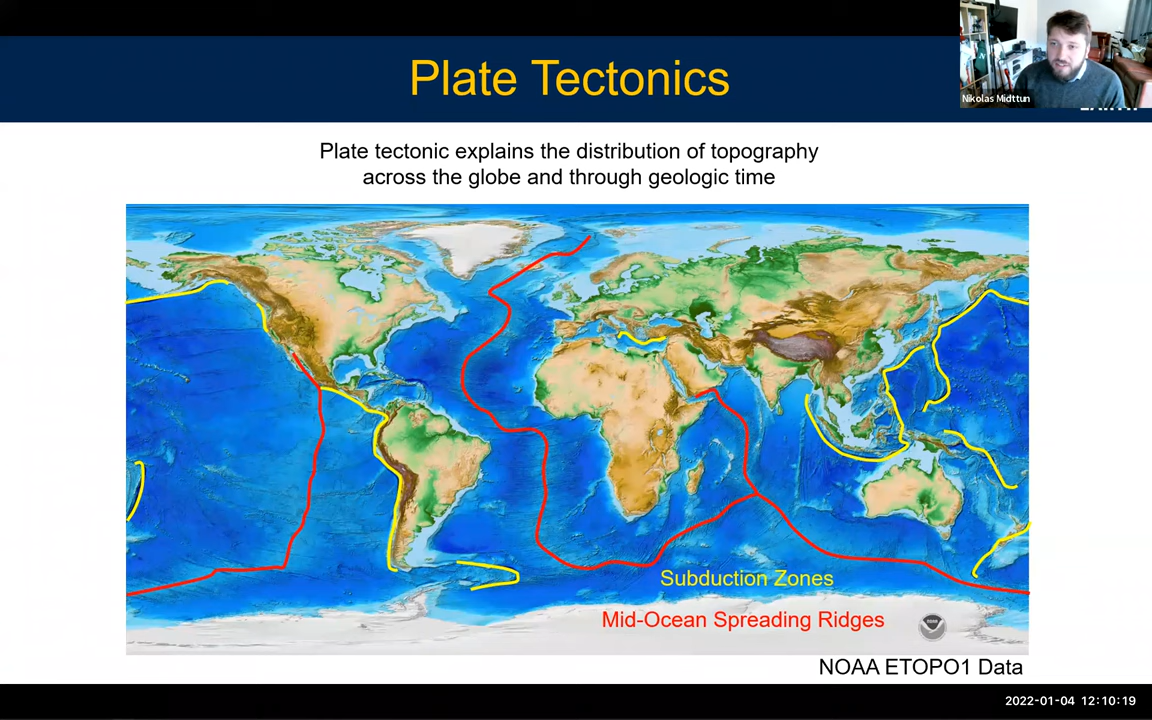 Plate Tectonics
Nikolas Midttun
Plate tectonic explains the distribution of topography
across the globe and through geologic time
Subduction Zones
Mid-Ocean Spreading Ridges
NOAA ETOPO1 Data
2022-01-04 12:10:19